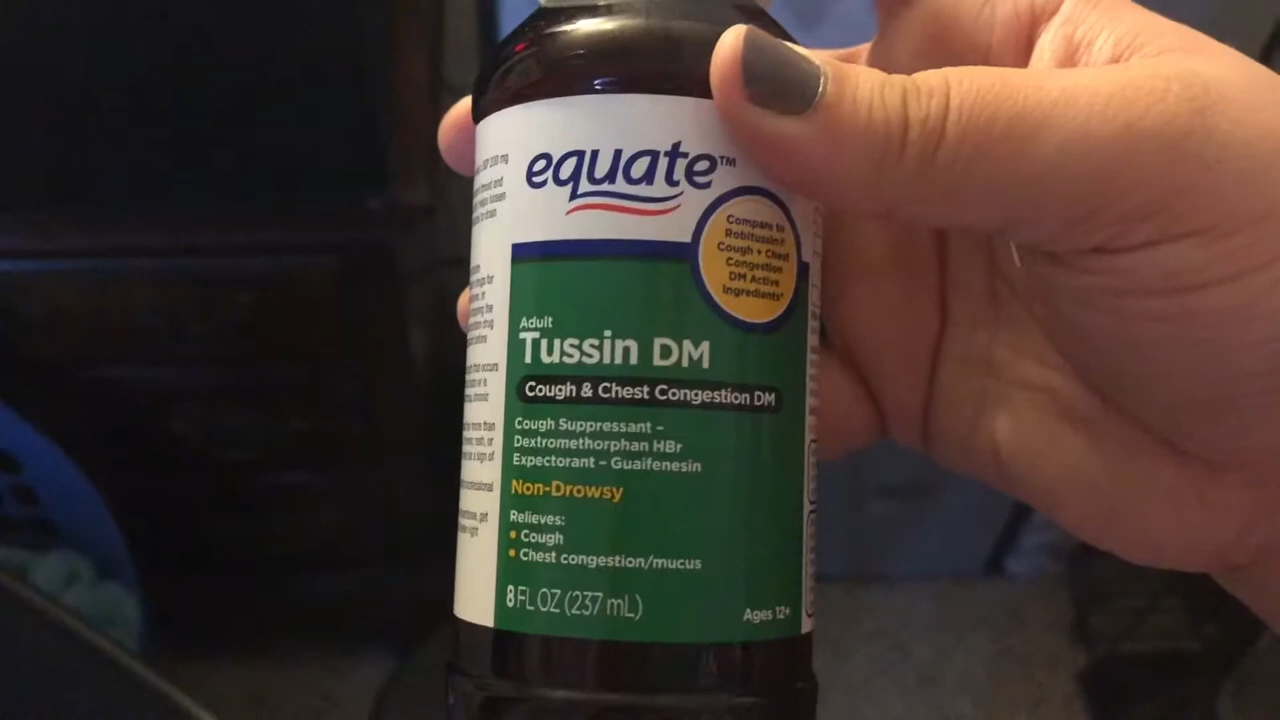 equate™
Compare to
Robitussin®
Cough + Chest
Congestion
DM Active
Ingredients*
Adult
Tussin DM
Cough & Chest Congestion DM
Cough Suppressant –
Dextromethorphan HBr
Expectorant – Guaifenesin
Non-Drowsy
Relieves:
• Cough
• Chest congestion/mucus
8 FL OZ (237 mL)
Ages 12+